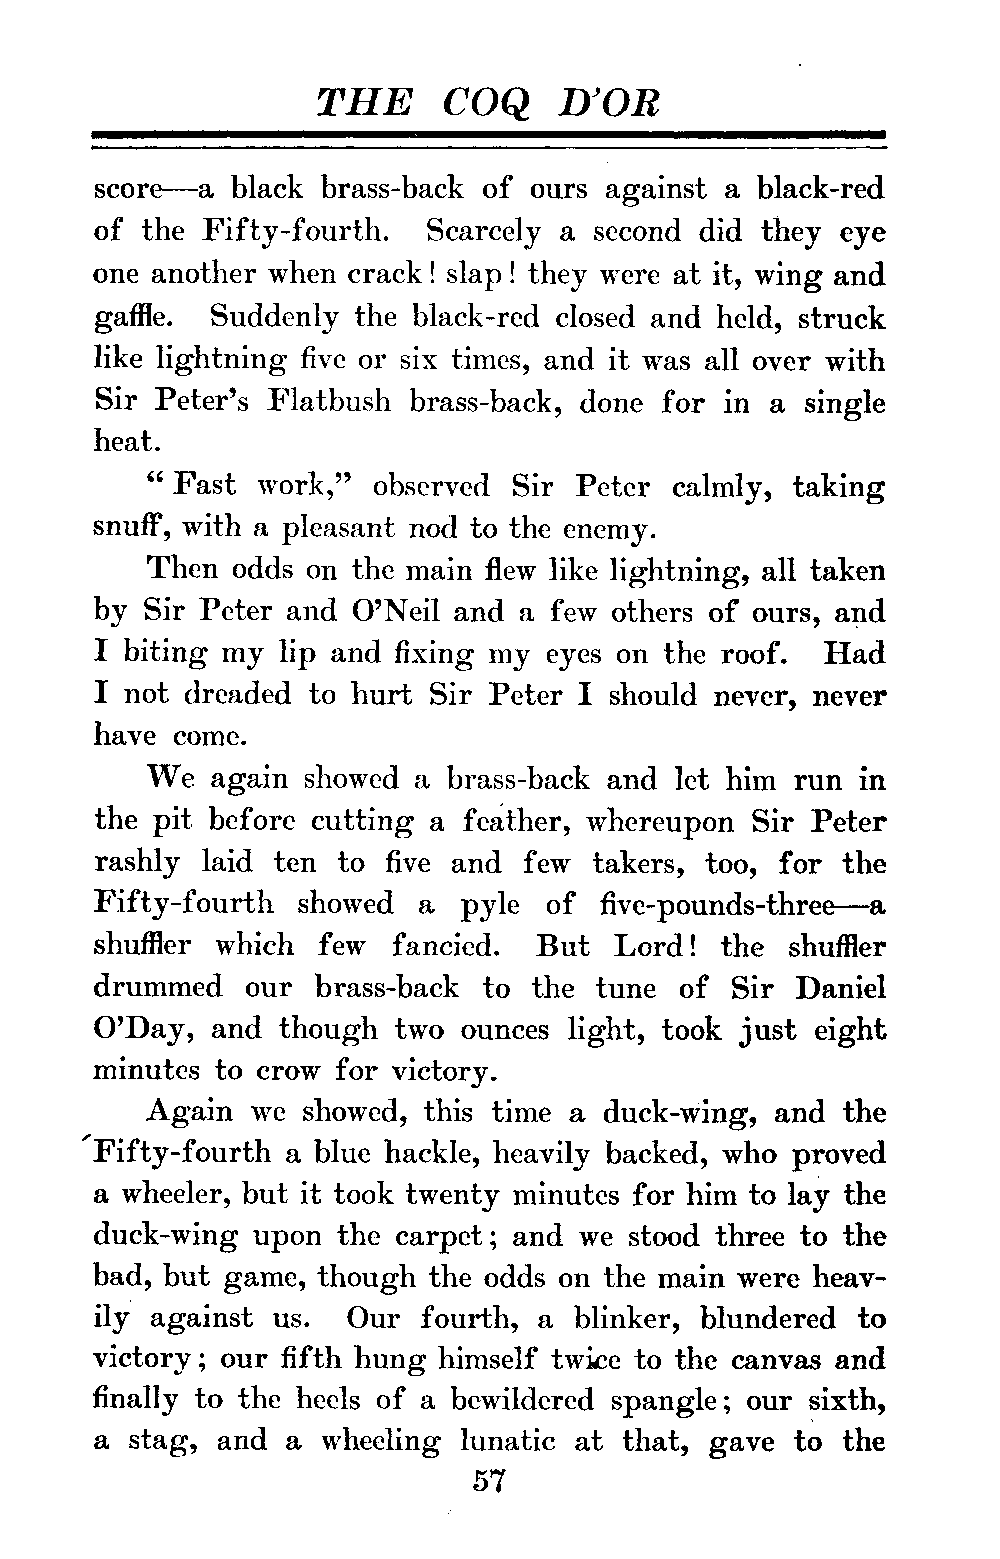 THE COQ D'OR
score—a black brass-back of ours against a black-red
of the Fifty-fourth. Scarcely a second did they eye
one another when crack! slap! they were at it, wing and
gaffle. Suddenly the black-red closed and held, struck
like lightning five or six times, and it was all over with
Sir Peter's Flatbush brass-back, done for in a single
heat.
"Fast work," observed Sir Peter calmly, taking
snuff, with a pleasant nod to the enemy.
Then odds on the main flew like lightning, all taken
by Sir Peter and O'Neil and a few others of ours, and
I biting my lip and fixing my eyes on the roof. Had
I not dreaded to hurt Sir Peter I should never, never
have come.
We again showed a brass-back and let him run in
the pit before cutting a feather, whereupon Sir Peter
rashly laid ten to five and few takers, too, for the
Fifty-fourth showed a pyle of five-pounds-three—a
shuffler which few fancied. But Lord! the shuffler
drummed our brass-back to the tune of Sir Daniel
O'Day, and though two ounces light, took just eight
minutes to crow for victory.
Again we showed, this time a duck-wing, and the
Fifty-fourth a blue hackle, heavily backed, who proved
a wheeler, but it took twenty minutes for him to lay the
duck-wing upon the carpet; and we stood three to the
bad, but game, though the odds on the main were heav-
ily against us. Our fourth, a blinker, blundered to
victory; our fifth hung himself twice to the canvas and
finally to the heels of a bewildered spangle; our sixth,
a stag, and a wheeling lunatic at that, gave to the
57